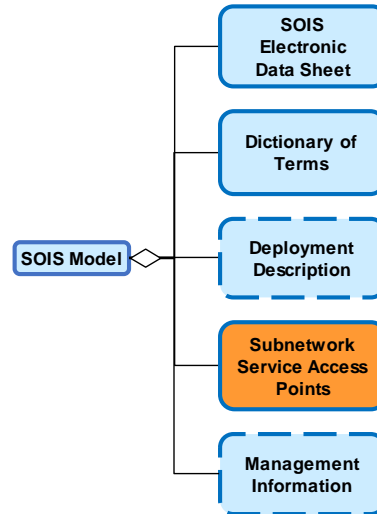 SOIS
Electronic
Data Sheet
Dictionary of
Terms
SOIS Model
Deployment
Description
Subnetwork
Service Access
Points
Management
Information